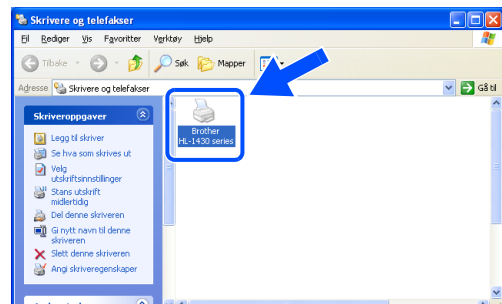 Skrivere og telefakser
Fil Rediger Vis Favoritter Verktøy Hjelp
Tilbake Søk Mapper
Adresse Skrivere og telefakser Gå til
Skriveroppgaver
Legg til skriver
Se hva som skrives ut
Velg
utskriftsinnstillinger
Stans utskrift
midlertidig
Del denne skriveren
Gi nytt navn til denne
skriveren
Slett denne skriveren
Angi skriveregenskaper
Brother
HL-1430 series